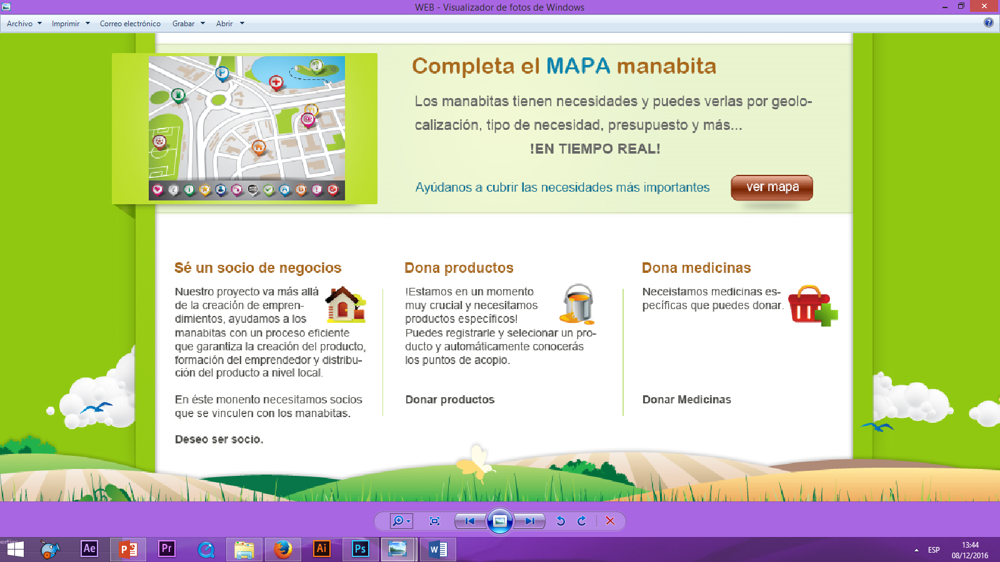 WEB - Visualizador de fotos de Windows
Archivo Imprimir Correo electrónico Grabar Abrir
Completa el MAPA manabita
Los manabitas tienen necesidades y puedes verlas por geolo-
calización, tipo de necesidad, presupuesto y más...
!EN TIEMPO REAL!
Ayúdanos a cubrir las necesidades más importantes
ver mapa
Sé un socio de negocios
Nuestro proyecto va más allá
de la creación de empren-
dimientos, ayudamos a los
manabitas con un proceso eficiente
que garantiza la creación del producto,
formación del emprendedor y distribu-
ción del producto a nivel local.
En éste monento necesitamos socios
que se vinculen con los manabitas.
Deseo ser socio.
Dona productos
!Estamos en un momento
muy crucial y necesitamos
productos específicos!
Puedes registrarle y selecionar un pro-
ducto y automáticamente conocerás
los puntos de acopio.
Donar productos
Dona medicinas
Neceistamos medicinas es-
pecíficas que puedes donar.
Donar Medicinas
Ae
P
Pr
Ai
Ps
W
ESP
13:44
08/12/2016